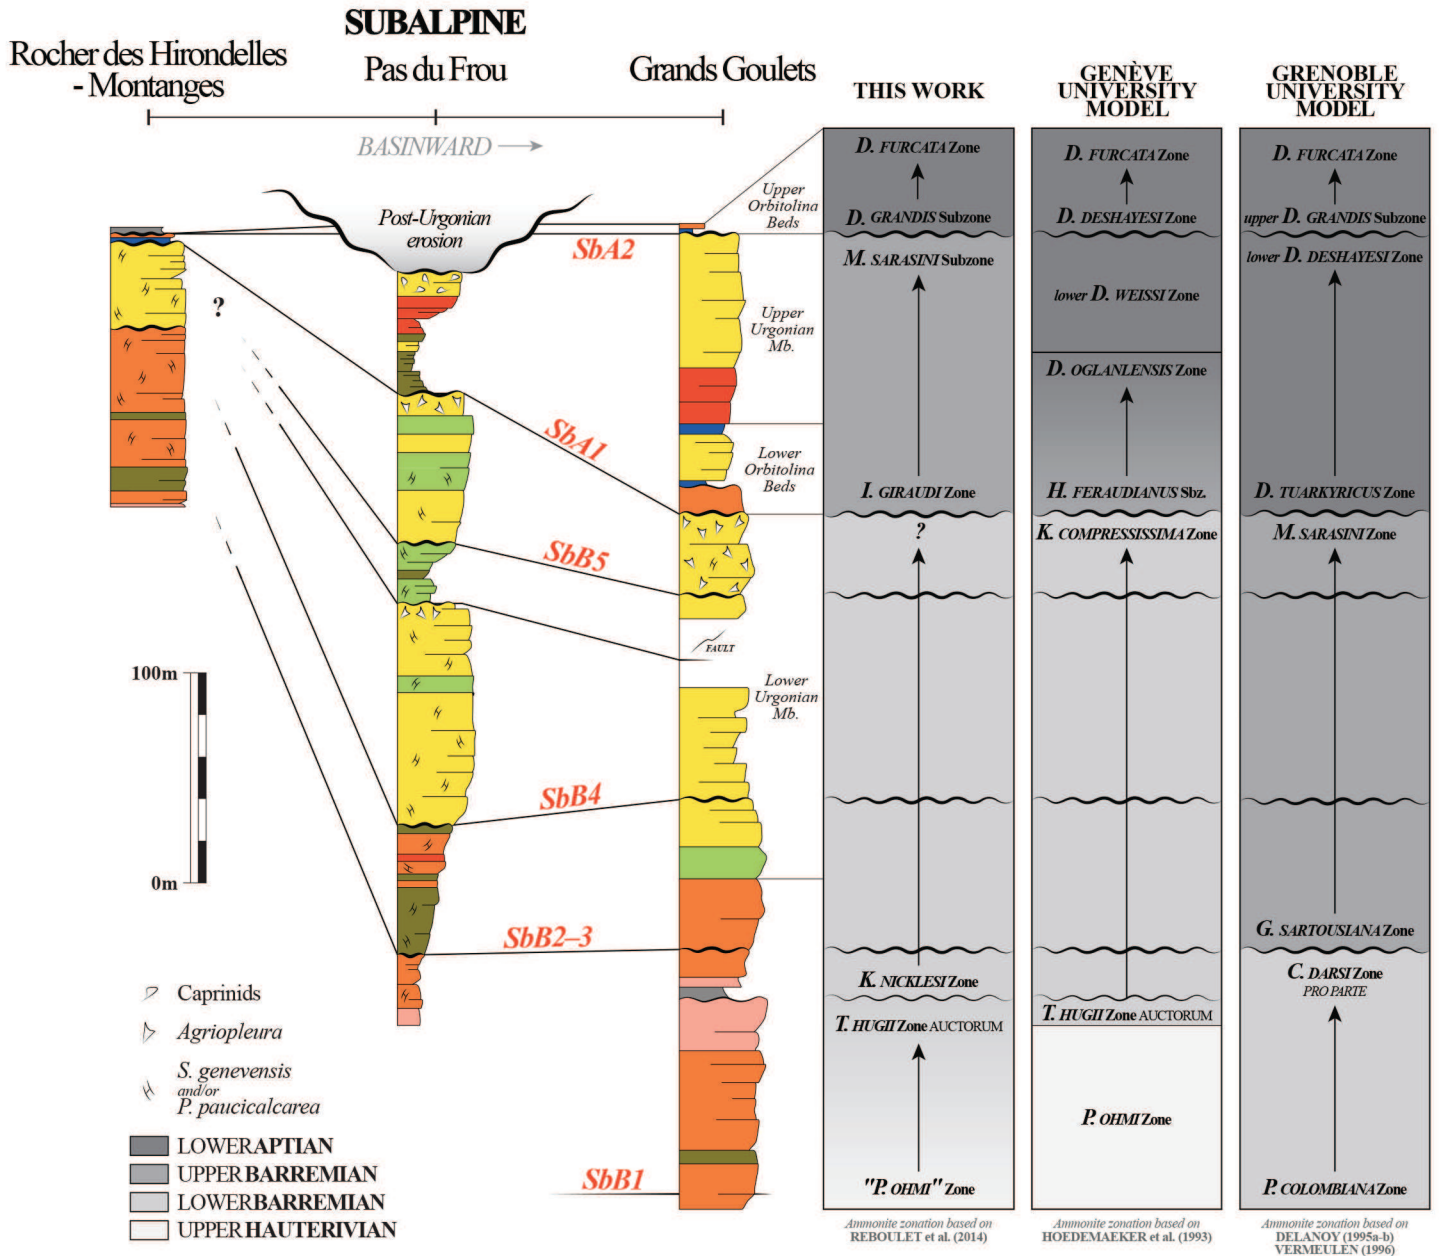 SUBALPINE
Rocher des Hirondelles
- Montanges
Pas du Frou
Grands Goulets
BASINWARD
Post-Urgonian
erosion
?
SbA2
SbA1
SbB5
SbB4
SbB2–3
SbB1
FAULT
Upper
Orbitolina
Beds
Upper
Urgonian
Mb.
Lower
Orbitolina
Beds
Lower
Urgonian
Mb.
100m
0m
Caprinids
Agriopleura
S. genevensis
and/or
P. paucicalcarea
LOWER APTIAN
UPPER BARREMIAN
LOWER BARREMIAN
UPPER HAUTERIVIAN
THIS WORK
D. FURCATA Zone
D. GRANDIS Subzone
M. SARASINI Subzone
I. GIRAUDI Zone
?
K. NICKLESI Zone
T. HUGII Zone AUCTORUM
"P. OHMI" Zone
Ammonite zonation based on
REBOULET et al. (2014)
GENÈVE
UNIVERSITY
MODEL
D. FURCATA Zone
D. DESHAYESI Zone
lower D. WEISSI Zone
D. OGLANLENSIS Zone
H. FERAUDIANUS Sbz.
K. COMPRESSISSIMA Zone
T. HUGII Zone AUCTORUM
P. OHMI Zone
Ammonite zonation based on
HOEDEMAEKER et al. (1993)
GRENOBLE
UNIVERSITY
MODEL
D. FURCATA Zone
upper D. GRANDIS Subzone
lower D. DESHAYESI Zone
D. TUARKYRICUS Zone
M. SARASINI Zone
G. SARTOUSIANA Zone
C. DARSI Zone
PRO PARTE
P. COLOMBIANA Zone
Ammonite zonation based on
DELANOY (1995a-b)
VERMEULEN (1996)